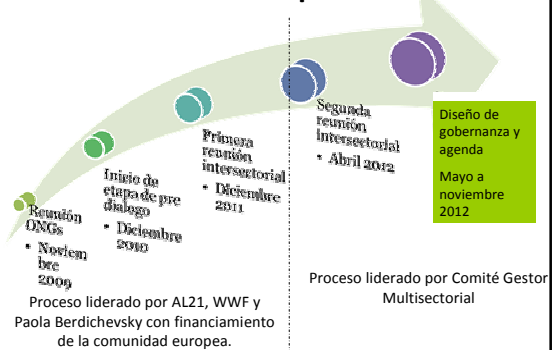 Reunión
ONGs
• Noviem
bre
2009
Inicio de
etapa de pre
dialogo
• Diciembre
2010
Primera
reunión
intersectorial
• Diciembre
2011
Segunda
reunión
intersectorial
• Abril 2012
Diseño de
gobernanza y
agenda
Mayo a
noviembre
2012
Proceso liderado por AL21, WWF y
Paola Berdichevsky con financiamiento
de la comunidad europea.
Proceso liderado por Comité Gestor
Multisectorial